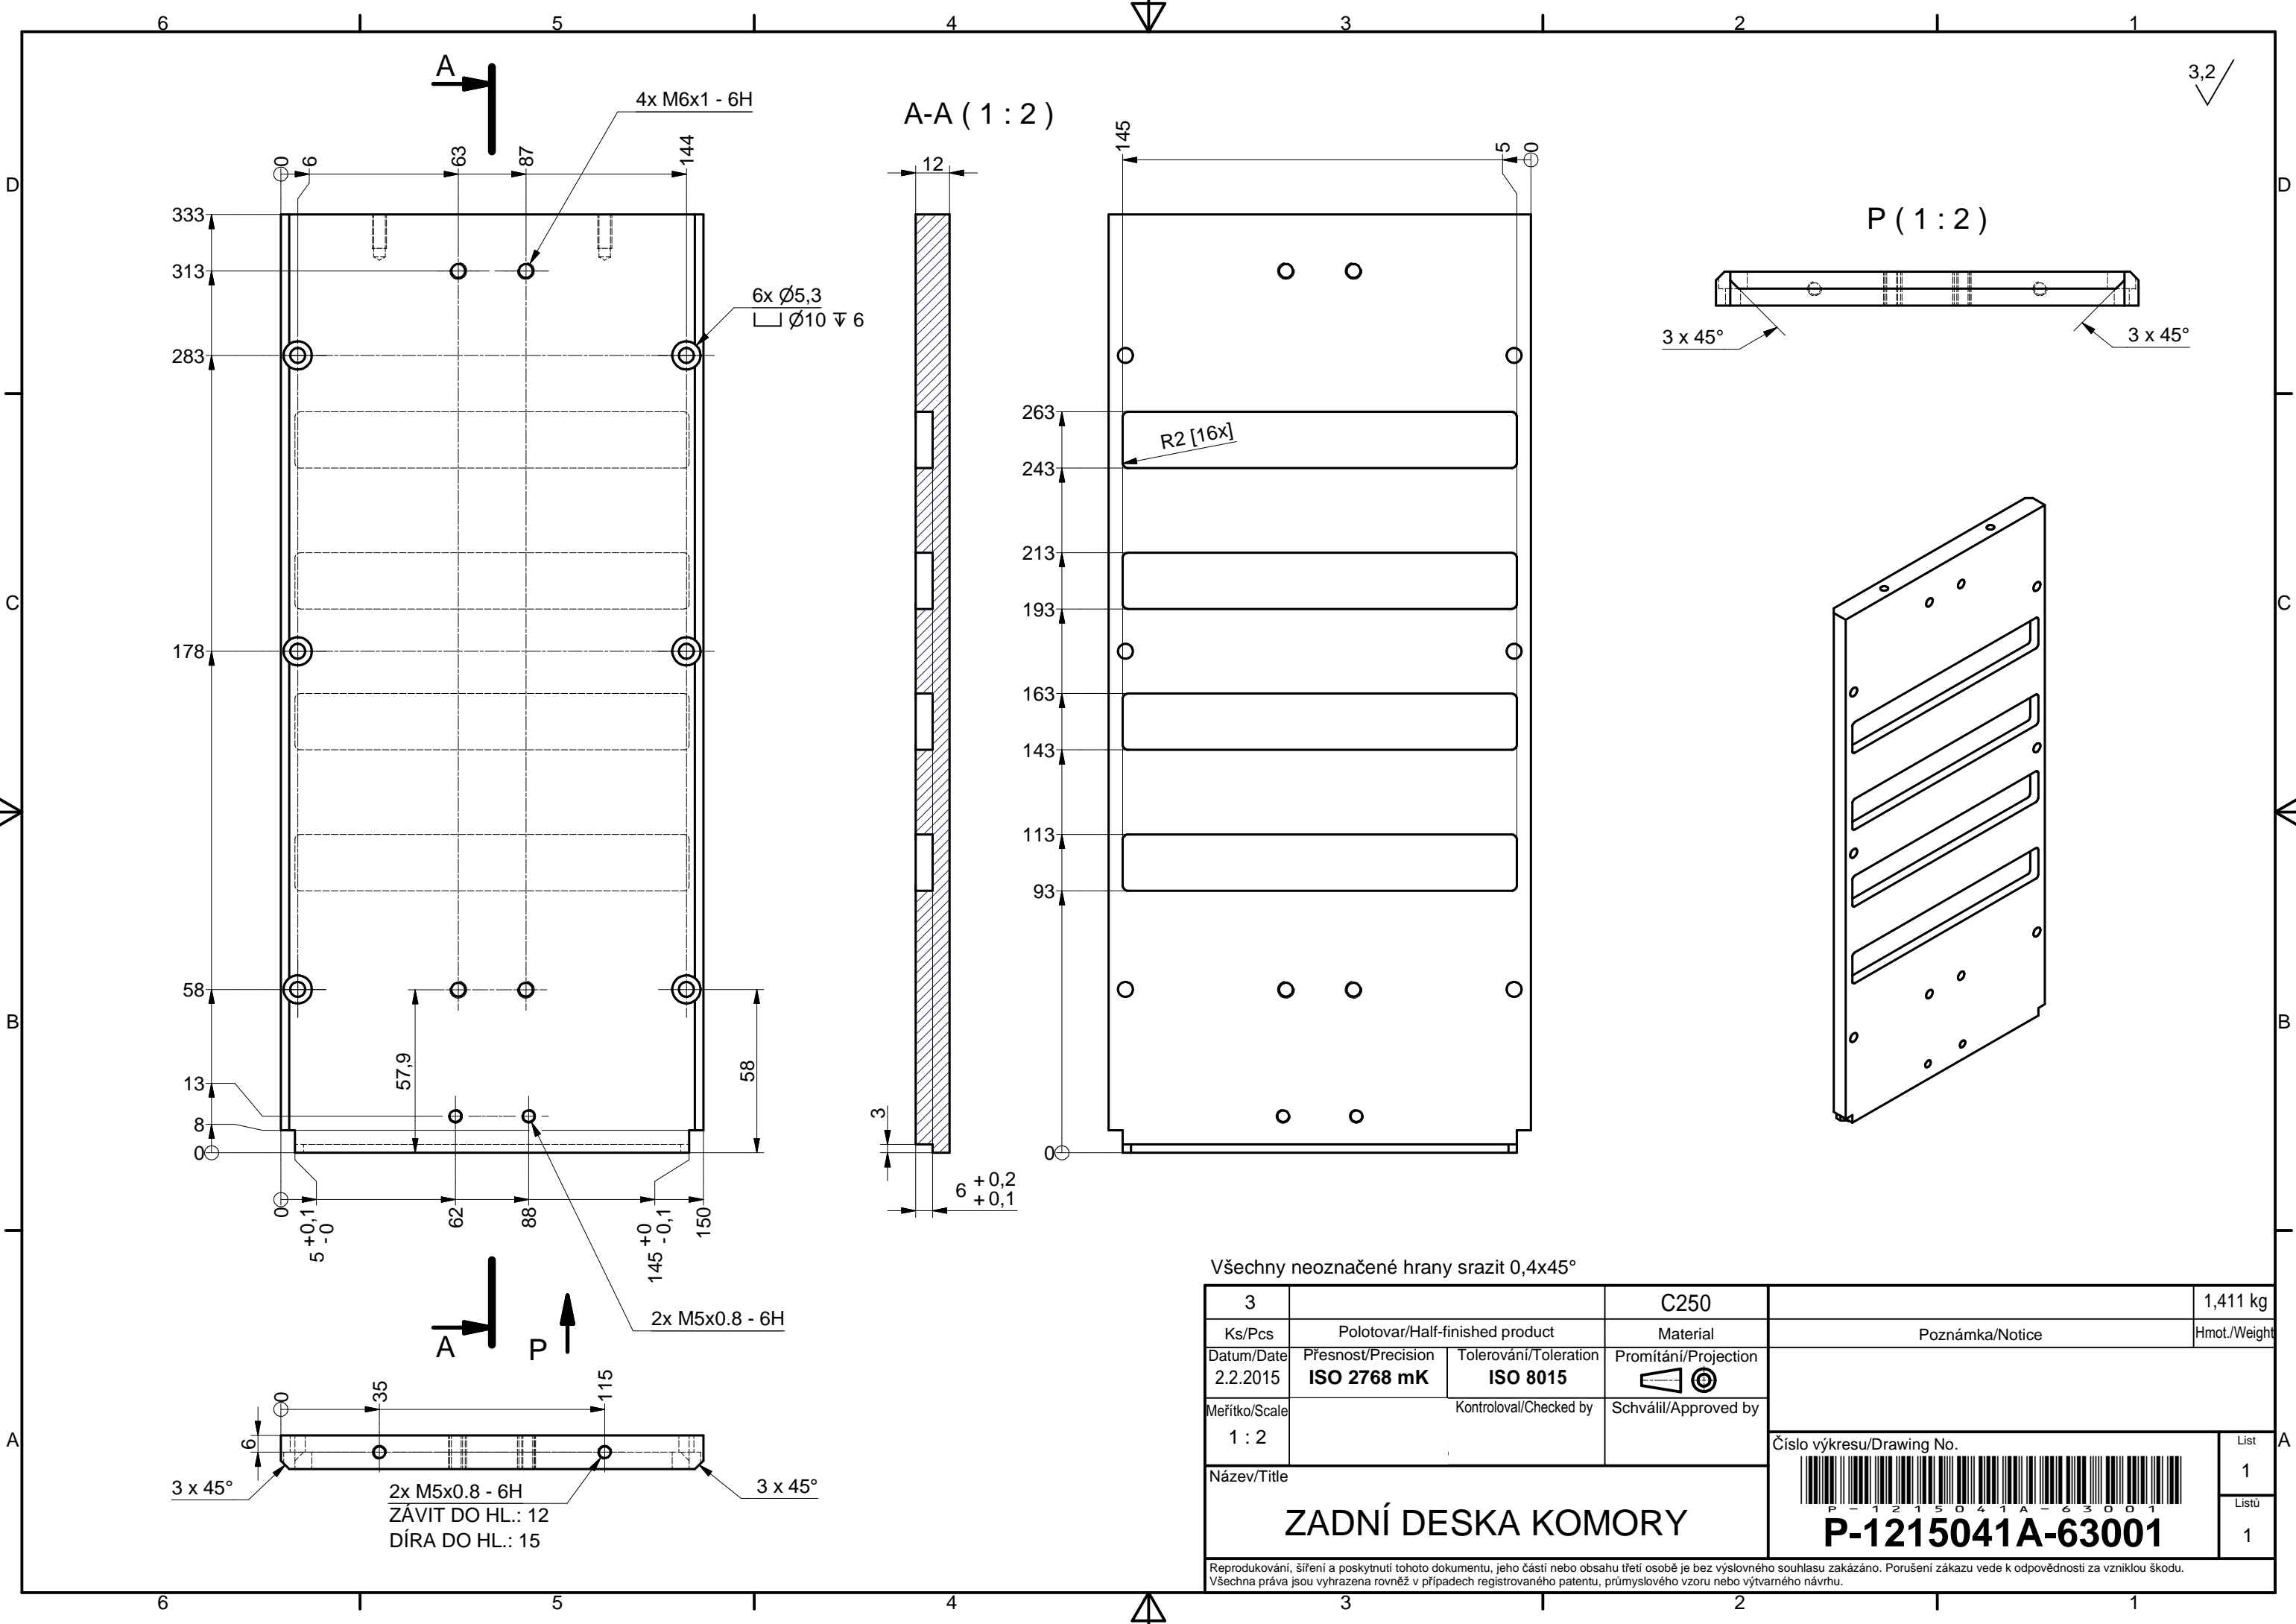 6 5 4 3 2 1
D
C
B
A
D
C
B
A
6 5 4 3 2 1
3,2
A
4x M6x1 - 6H
0 6 63 87 144
333
313
283
178
58
13
8
0
6x Ø5,3
⌴ Ø10 ↧ 6
57,9
58
0
5 +0,1 -0
62
88
145 +0 -0,1
150
A
P
2x M5x0.8 - 6H
A-A ( 1 : 2 )
12
3
6 +0,2 +0,1
145 5 0
263
243
213
193
163
143
113
93
0
R2 [16x]
P ( 1 : 2 )
3 x 45°
3 x 45°
0 35 115
6
3 x 45°
3 x 45°
2x M5x0.8 - 6H
ZÁVIT DO HL.: 12
DÍRA DO HL.: 15
Všechny neoznačené hrany srazit 0,4x45°
3 C250 1,411 kg
Ks/Pcs Polotovar/Half-finished product Material Poznámka/Notice Hmot./Weight
Datum/Date Přesnost/Precision Tolerování/Toleration Promítání/Projection
2.2.2015 ISO 2768 mK ISO 8015
Meřítko/Scale Kontroloval/Checked by Schválil/Approved by
1 : 2
Číslo výkresu/Drawing No.
P-1215041A-63001
P-1215041A-63001
List
1
Listů
1
Název/Title
ZADNÍ DESKA KOMORY
Reprodukování, šíření a poskytnutí tohoto dokumentu, jeho částí nebo obsahu třetí osobě je bez výslovného souhlasu zakázáno. Porušení zákazu vede k odpovědnosti za vzniklou škodu.
Všechna práva jsou vyhrazena rovněž v případech registrovaného patentu, průmyslového vzoru nebo výtvarného návrhu.